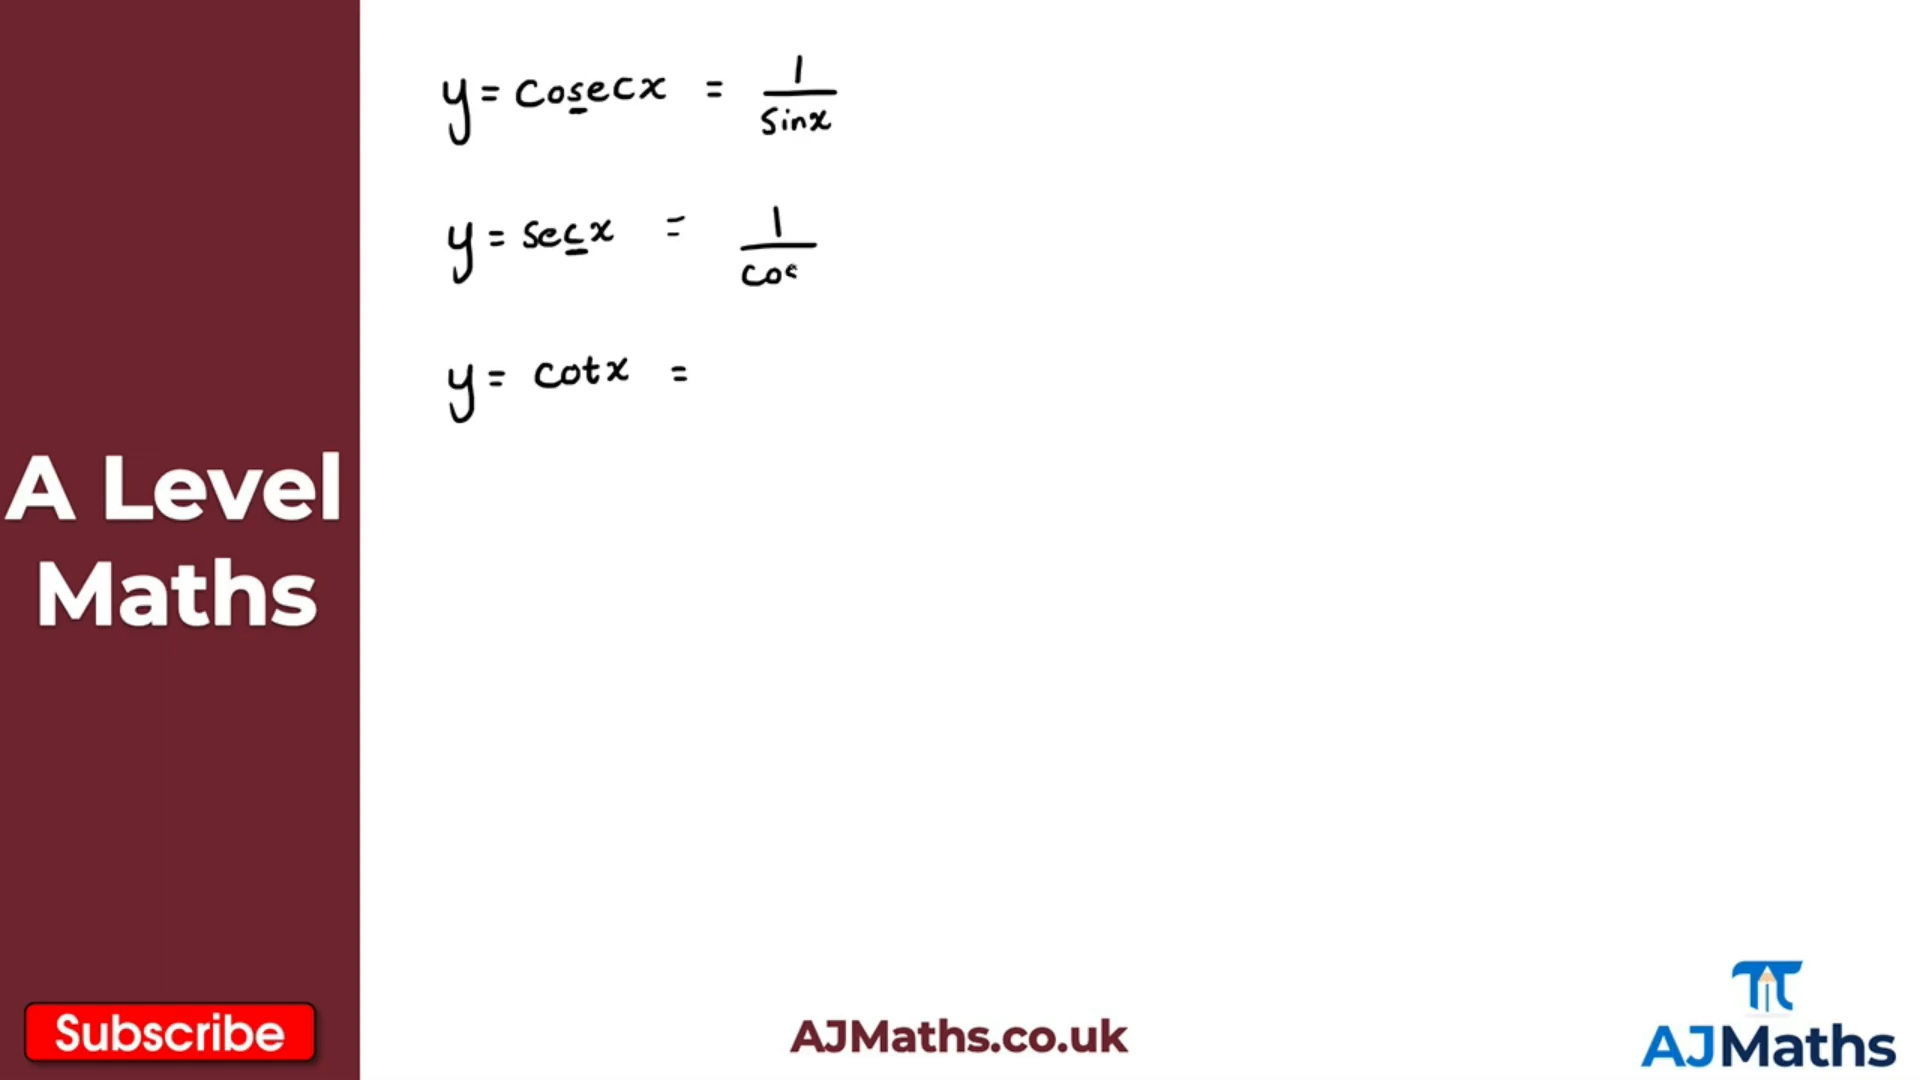 y = cosecx = 1/sinx
y = secx = 1/cos
y = cotx =
A Level
Maths
Subscribe
AJMaths.co.uk
AJMaths